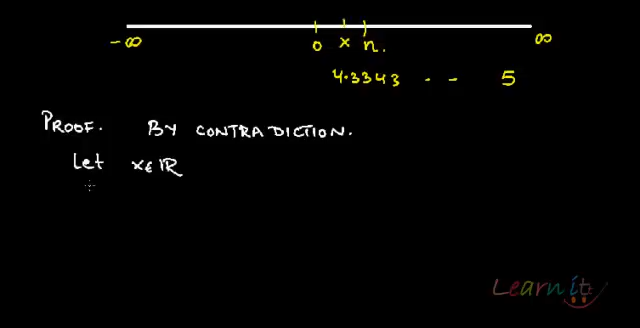 -∞ 0 x n. ∞
4.3343 - - 5
PROOF. BY CONTRADICTION.
Let x∈ℝ
Learnit